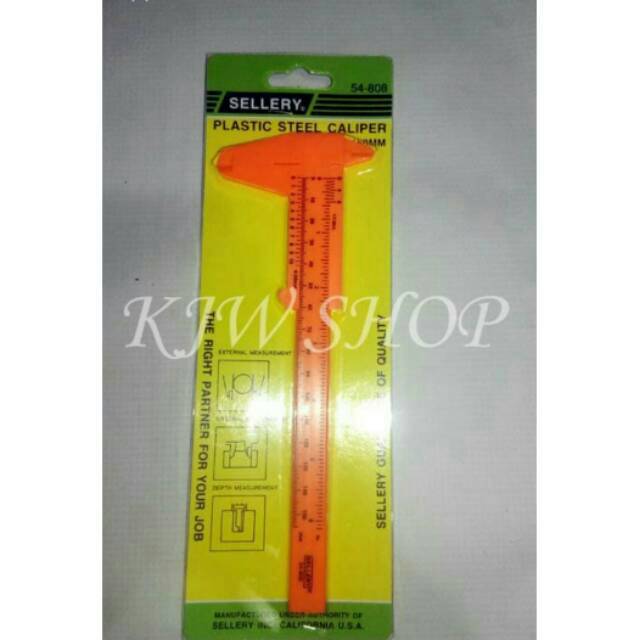 54-808
SELLERY®
PLASTIC STEEL CALIPER
KJW SHOP
THE RIGHT PARTNER FOR YOUR JOB
EXTERNAL MEASUREMENT
DEPTH MEASUREMENT
SELLERY
OF QUALITY
SELLERY
MANUFACTURED UNDER AUTHORITY OF
SELLERY INC. CALIFORNIA U.S.A.